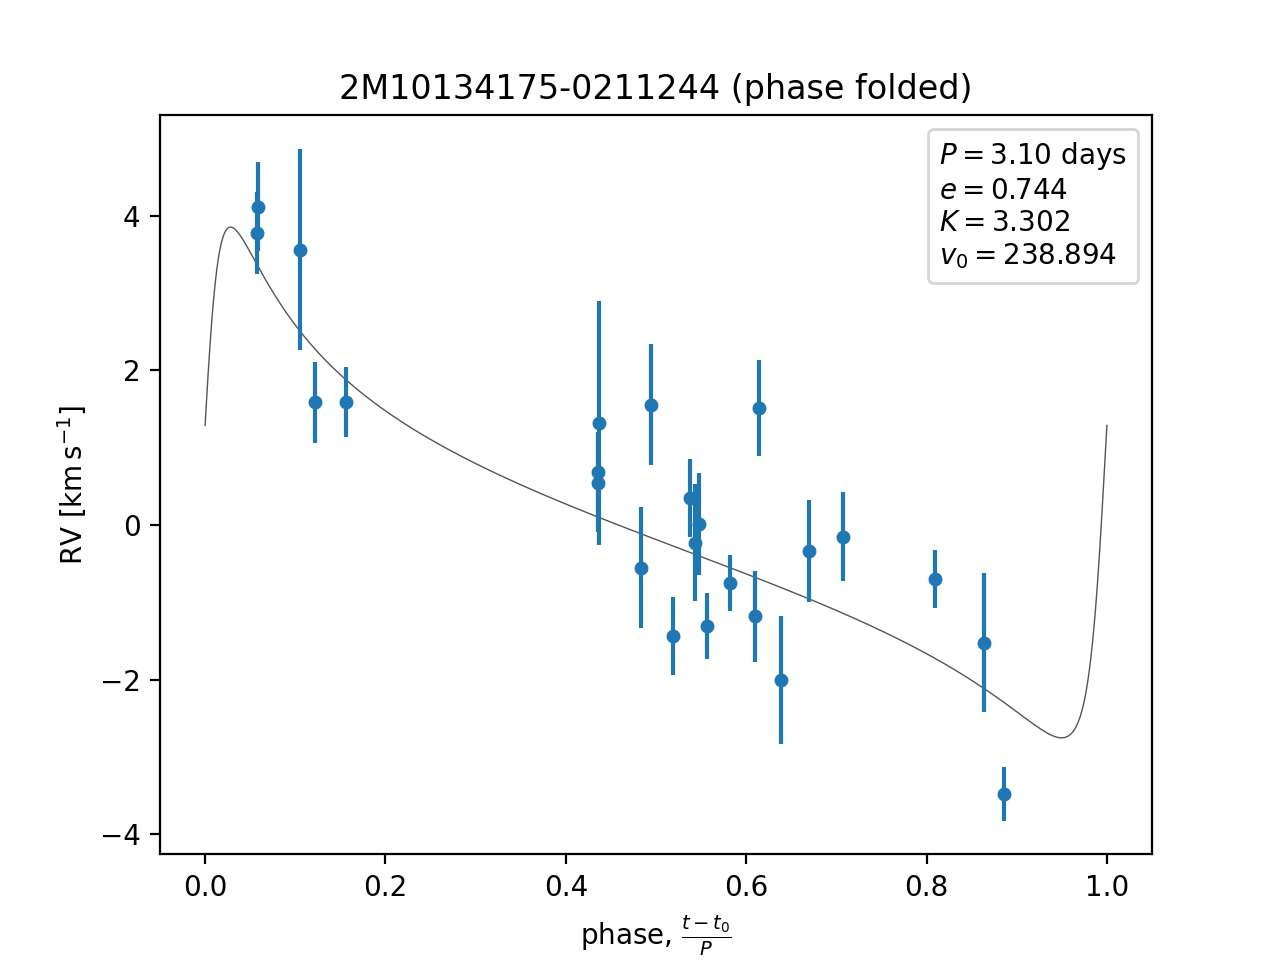 2M10134175-0211244 (phase folded)
P = 3.10 days
e = 0.744
K = 3.302
v₀ = 238.894
RV [km s⁻¹]
4
2
0
−2
−4
0.0 0.2 0.4 0.6 0.8 1.0
phase, (t − t₀)/P